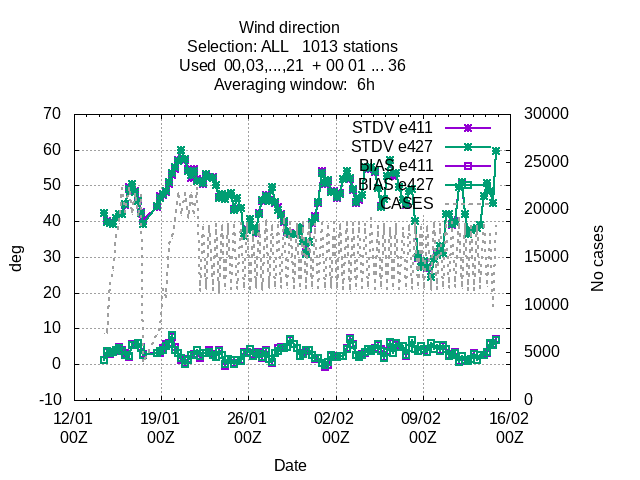 Wind direction
Selection: ALL   1013 stations
Used  00,03,...,21  + 00 01 ... 36
Averaging window:  6h
70
60
50
40
30
20
10
0
-10
30000
25000
20000
15000
10000
5000
0
deg
No cases
STDV e411
STDV e427
BIAS e411
BIAS e427
CASES
12/01 19/01 26/01 02/02 09/02 16/02
00Z 00Z 00Z 00Z 00Z 00Z
Date